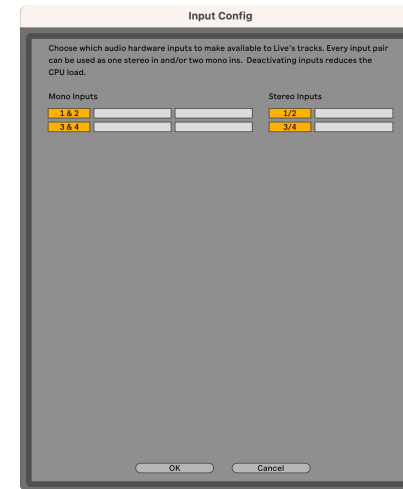 Input Config
Choose which audio hardware inputs to make available to Live's tracks. Every input pair
can be used as one stereo in and/or two mono ins. Deactivating inputs reduces the
CPU load.
Mono Inputs Stereo Inputs
1 & 2 1/2
3 & 4 3/4
OK Cancel